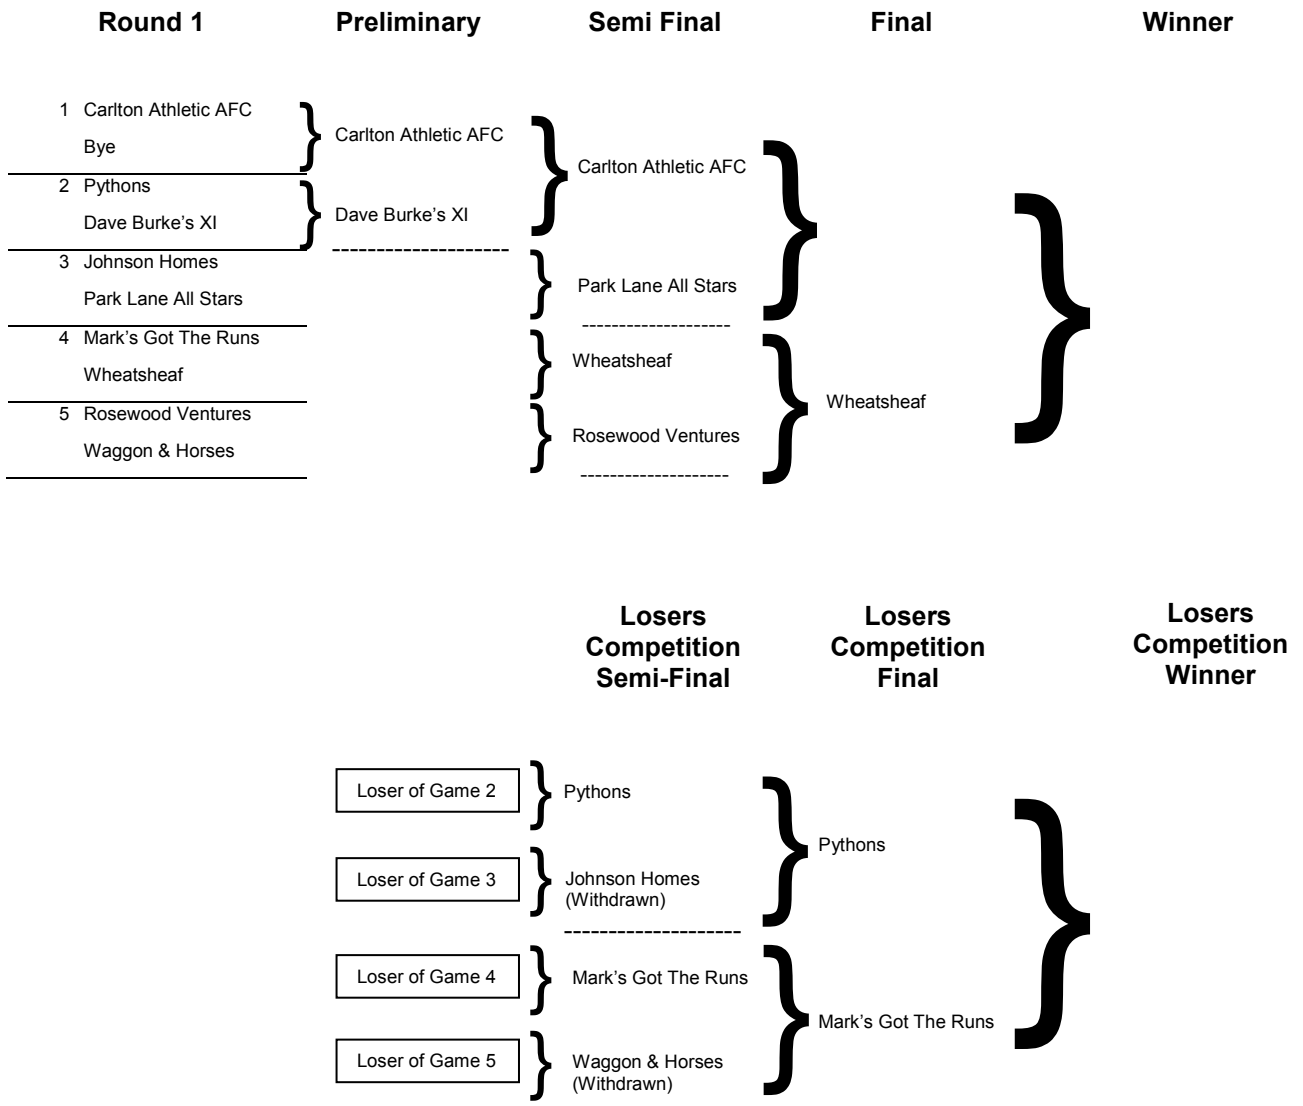 Round 1 Preliminary Semi Final Final Winner
1 Carlton Athletic AFC
Bye
Carlton Athletic AFC
2 Pythons
Dave Burke’s XI
Dave Burke’s XI
3 Johnson Homes
Park Lane All Stars
4 Mark’s Got The Runs
Wheatsheaf
5 Rosewood Ventures
Waggon & Horses
Carlton Athletic AFC
Park Lane All Stars
Wheatsheaf
Rosewood Ventures
Wheatsheaf
Losers
Competition
Semi-Final
Losers
Competition
Final
Losers
Competition
Winner
Loser of Game 2
Pythons
Loser of Game 3
Johnson Homes
(Withdrawn)
Pythons
Loser of Game 4
Mark’s Got The Runs
Loser of Game 5
Waggon & Horses
(Withdrawn)
Mark’s Got The Runs